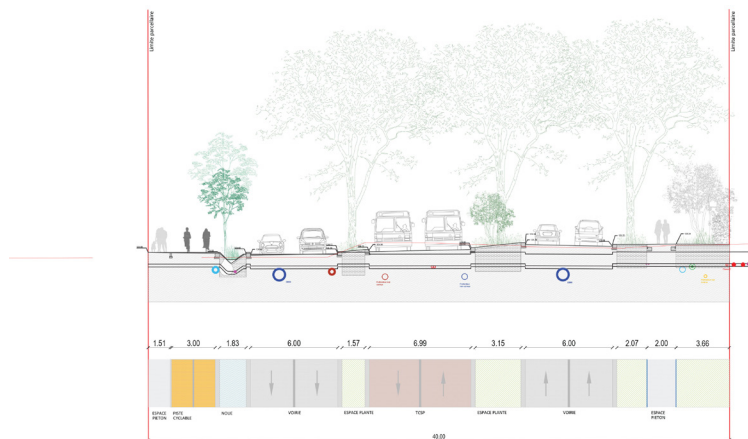 Limite parcellaire
Limite parcellaire
1.51
3.00
1.83
6.00
1.57
6.99
3.15
6.00
2.07
2.00
3.66
ESPACE
PIETON
PISTE
CYCLABLE
NOUE
VOIRIE
ESPACE PLANTE
TCSP
ESPACE PLANTE
VOIRIE
ESPACE
PIETON
40.00